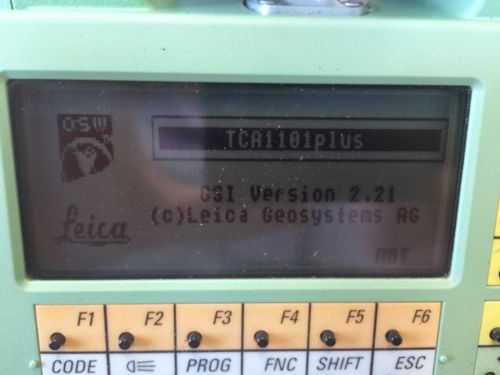 OSW
TCA1101plus
GSI Version 2.21
(c)Leica Geosystems AG
Leica
F1 F2 F3 F4 F5 F6
CODE PROG FNC SHIFT ESC